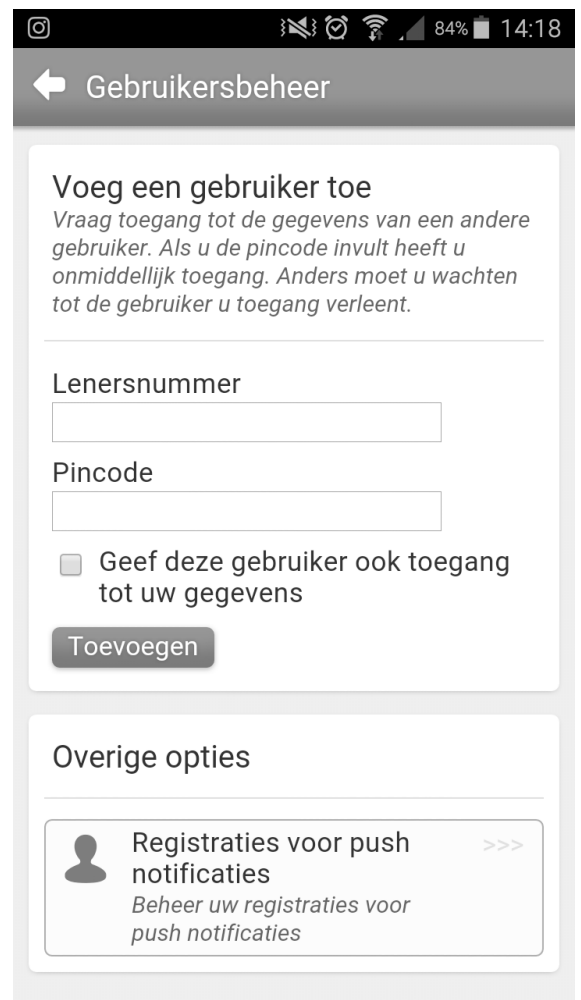 84% 14:18
Gebruikersbeheer
Voeg een gebruiker toe
Vraag toegang tot de gegevens van een andere
gebruiker. Als u de pincode invult heeft u
onmiddellijk toegang. Anders moet u wachten
tot de gebruiker u toegang verleent.
Lenersnummer
Pincode
Geef deze gebruiker ook toegang
tot uw gegevens
Toevoegen
Overige opties
Registraties voor push >>>
notificaties
Beheer uw registraties voor
push notificaties